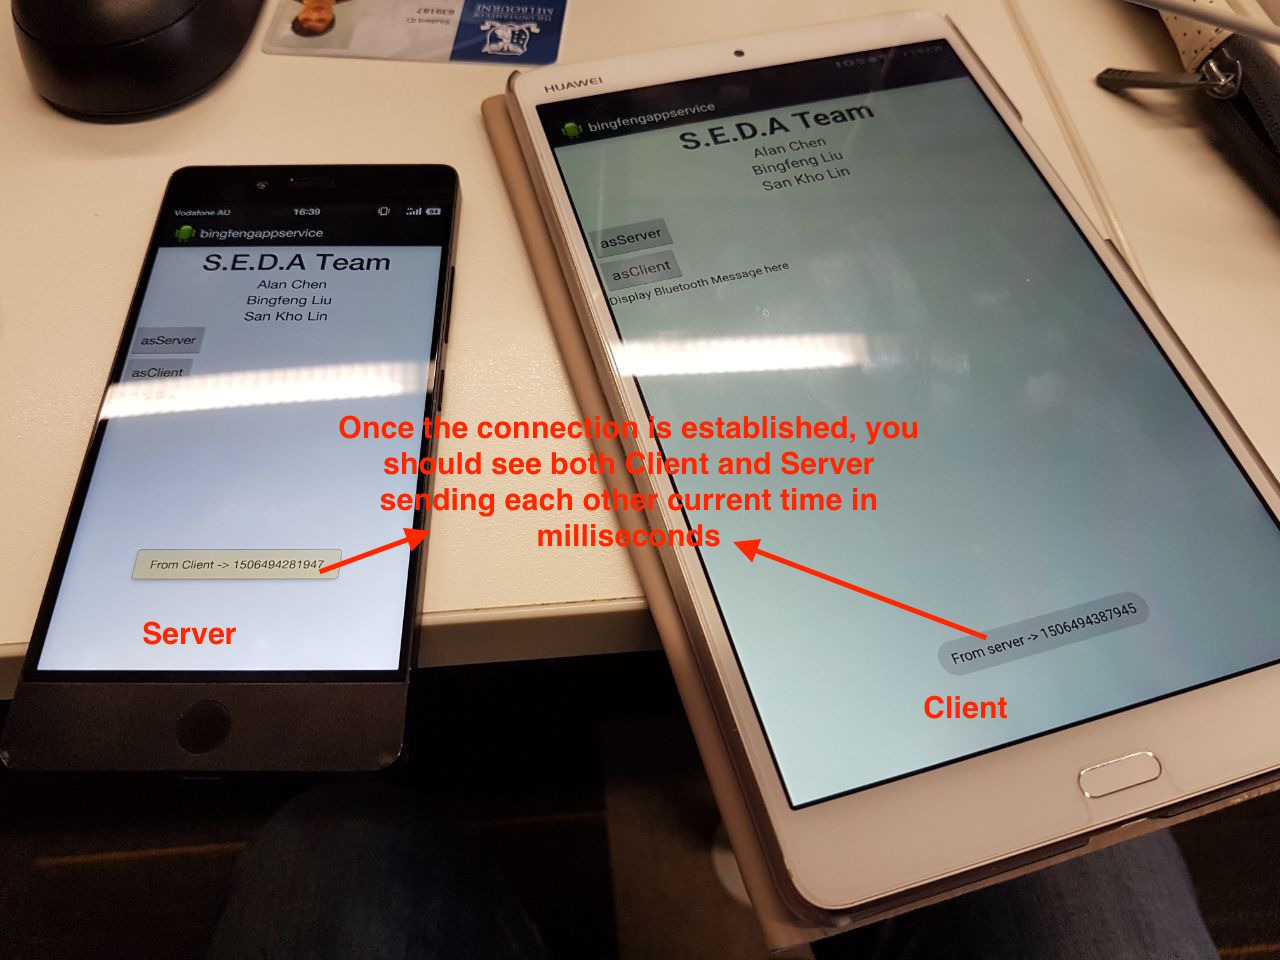 Student ID
639187
THE UNIVERSITY OF
MELBOURNE
HUAWEI
bingfengappservice
S.E.D.A Team
Alan Chen
Bingfeng Liu
San Kho Lin
asServer
asClient
Display Bluetooth Message here
From server -> 1506494387945
Client
Vodafone AU
16:39
94
bingfengappservice
S.E.D.A Team
Alan Chen
Bingfeng Liu
San Kho Lin
asServer
asClient
From Client -> 1506494281947
Server
Once the connection is established, you
should see both Client and Server
sending each other current time in
milliseconds